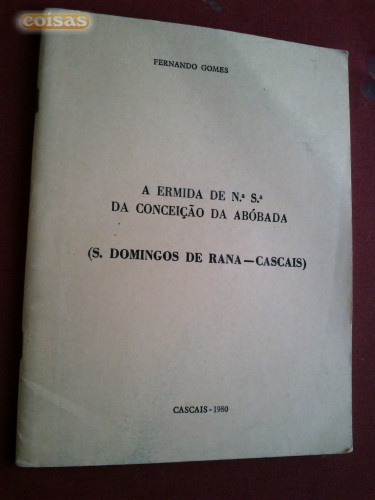 coisas
FERNANDO GOMES
A ERMIDA DE N.ª S.ª
DA CONCEIÇÃO DA ABÓBADA
(S. DOMINGOS DE RANA—CASCAIS)
CASCAIS-1980